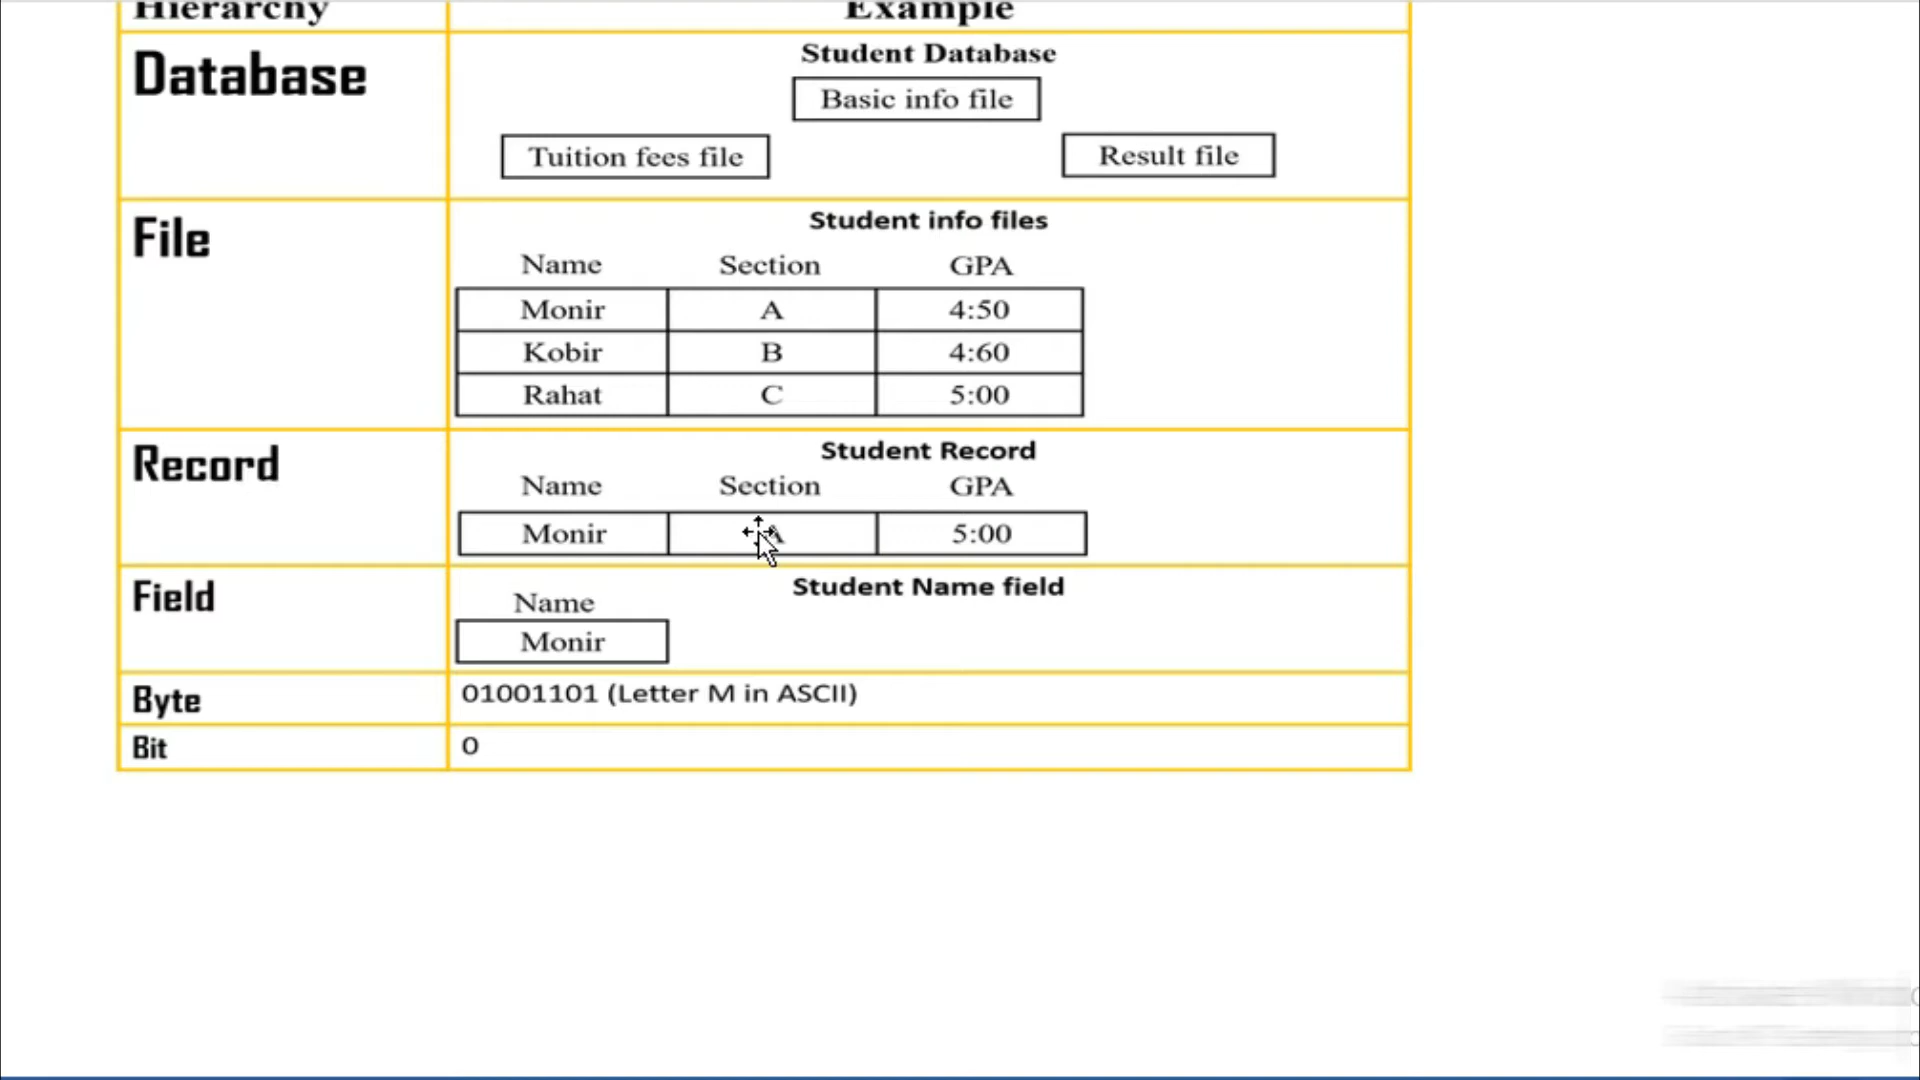 Hierarchy Example
Database
Student Database
Basic info file
Tuition fees file Result file
File
Student info files
Name Section GPA
Monir A 4:50
Kobir B 4:60
Rahat C 5:00
Record
Student Record
Name Section GPA
Monir 5:00
Field
Student Name field
Name
Monir
Byte 01001101 (Letter M in ASCII)
Bit 0